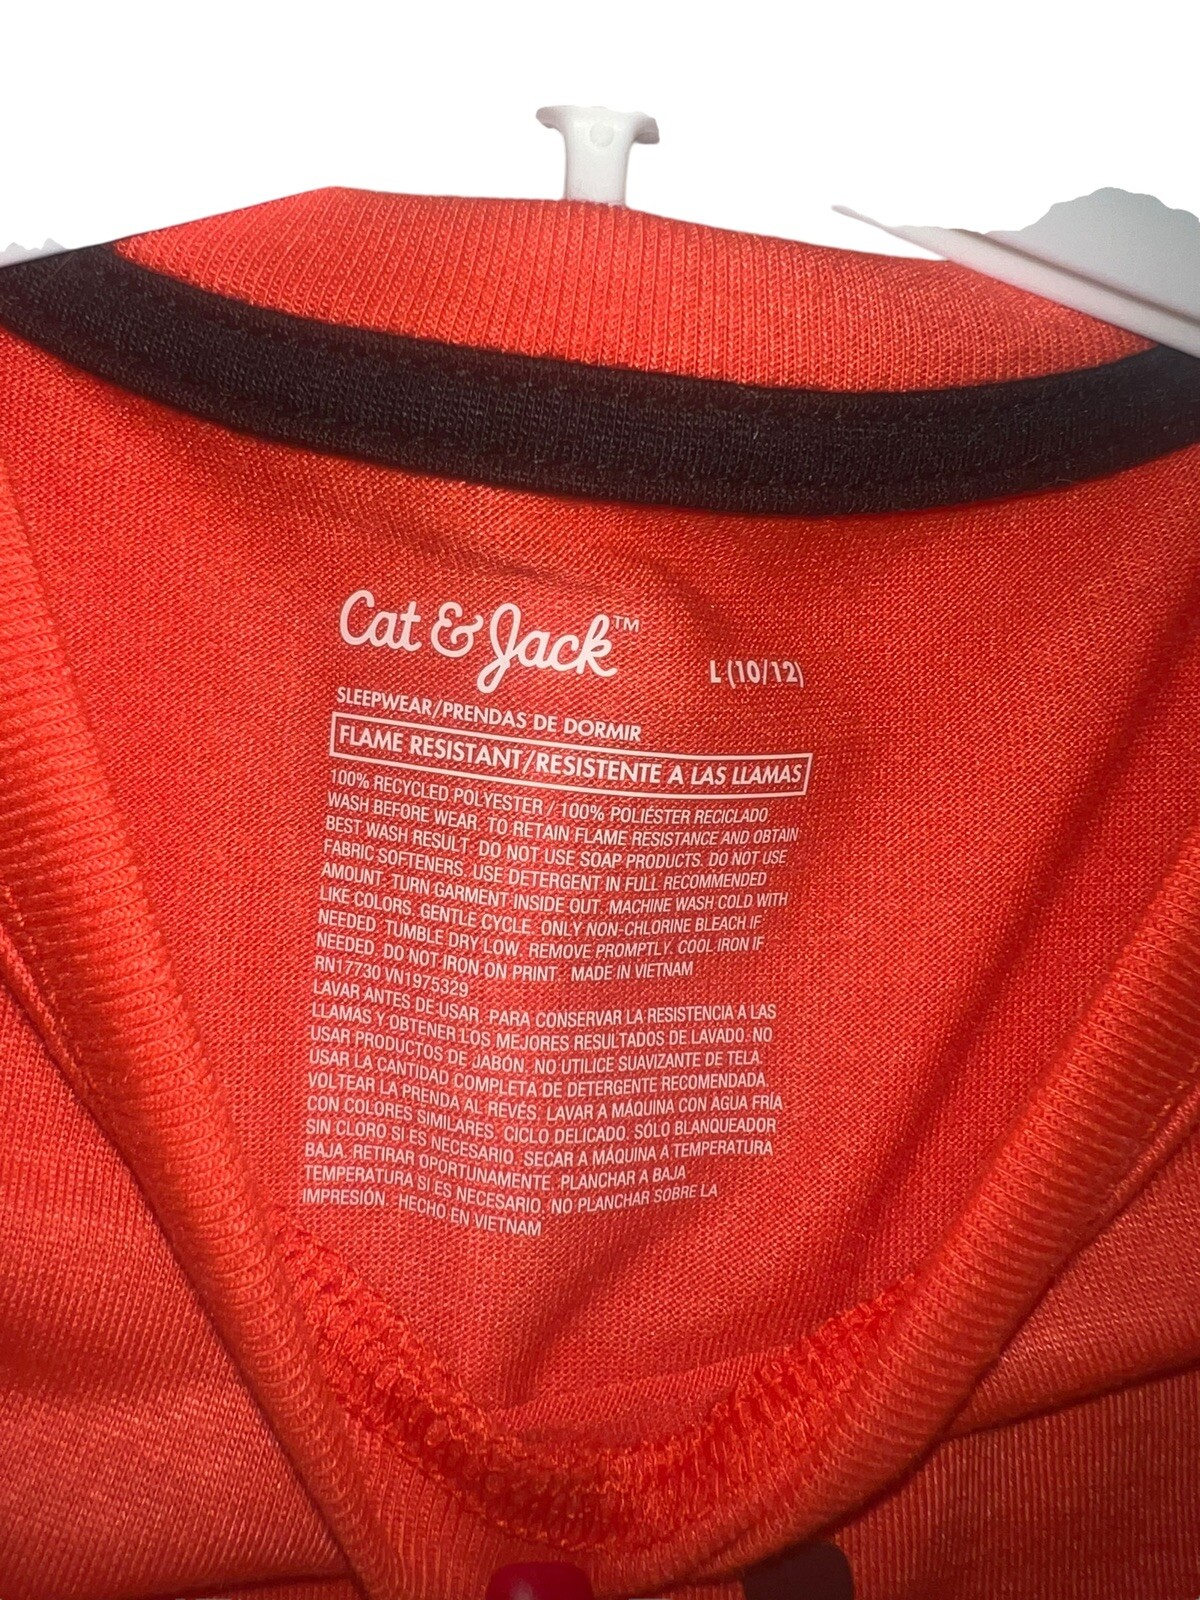 Cat & Jack™
L (10/12)
SLEEPWEAR/PRENDAS DE DORMIR
FLAME RESISTANT/RESISTENTE A LAS LLAMAS
100% RECYCLED POLYESTER / 100% POLIÉSTER RECICLADO
WASH BEFORE WEAR. TO RETAIN FLAME RESISTANCE AND OBTAIN
BEST WASH RESULT. DO NOT USE SOAP PRODUCTS. DO NOT USE
FABRIC SOFTENERS. USE DETERGENT IN FULL RECOMMENDED
AMOUNT. TURN GARMENT INSIDE OUT. MACHINE WASH COLD WITH
LIKE COLORS. GENTLE CYCLE. ONLY NON-CHLORINE BLEACH IF
NEEDED. TUMBLE DRY LOW. REMOVE PROMPTLY. COOL IRON IF
NEEDED. DO NOT IRON ON PRINT. MADE IN VIETNAM
RN17730 VN1975329
LAVAR ANTES DE USAR. PARA CONSERVAR LA RESISTENCIA A LAS
LLAMAS Y OBTENER LOS MEJORES RESULTADOS DE LAVADO. NO
USAR PRODUCTOS DE JABÓN. NO UTILICE SUAVIZANTE DE TELA.
USAR LA CANTIDAD COMPLETA DE DETERGENTE RECOMENDADA.
VOLTEAR LA PRENDA AL REVÉS. LAVAR A MÁQUINA CON AGUA FRÍA
CON COLORES SIMILARES. CICLO DELICADO. SÓLO BLANQUEADOR
SIN CLORO SI ES NECESARIO. SECAR A MÁQUINA A TEMPERATURA
BAJA. RETIRAR OPORTUNAMENTE. PLANCHAR A BAJA
TEMPERATURA SI ES NECESARIO. NO PLANCHAR SOBRE LA
IMPRESIÓN. HECHO EN VIETNAM